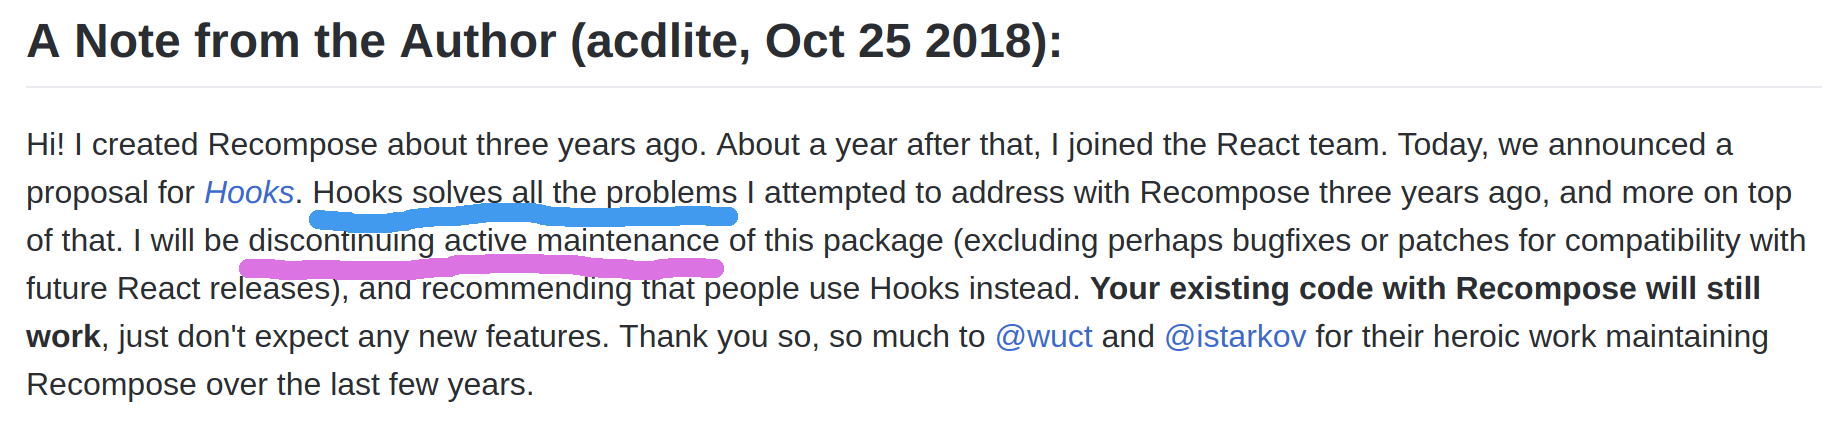 A Note from the Author (acdlite, Oct 25 2018):
Hi! I created Recompose about three years ago. About a year after that, I joined the React team. Today, we announced a
proposal for Hooks. Hooks solves all the problems I attempted to address with Recompose three years ago, and more on top
of that. I will be discontinuing active maintenance of this package (excluding perhaps bugfixes or patches for compatibility with
future React releases), and recommending that people use Hooks instead. Your existing code with Recompose will still
work, just don't expect any new features. Thank you so, so much to @wuct and @istarkov for their heroic work maintaining
Recompose over the last few years.